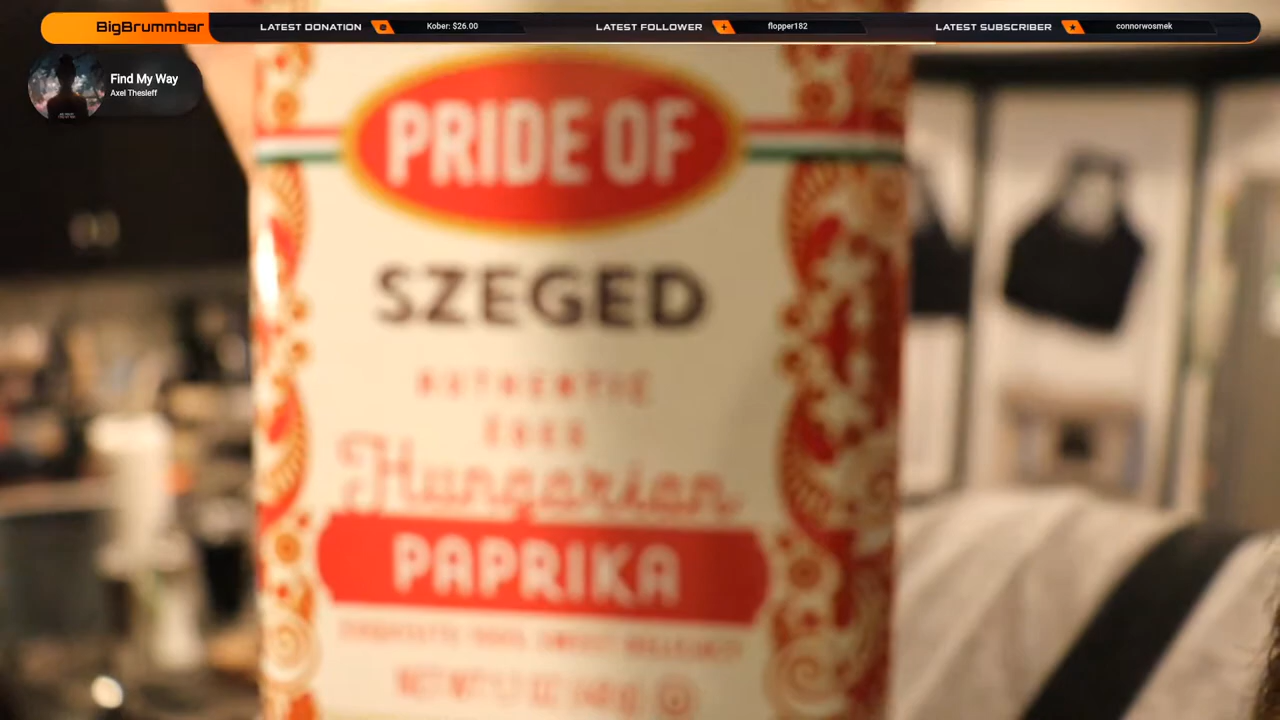 BigBrummbar
LATEST DONATION
Kober: $26.00
LATEST FOLLOWER
flopper182
LATEST SUBSCRIBER
connorwosmek
Find My Way
Axel Thesleff
PRIDE OF
SZEGED
AUTHENTIC
Hungarian
PAPRIKA